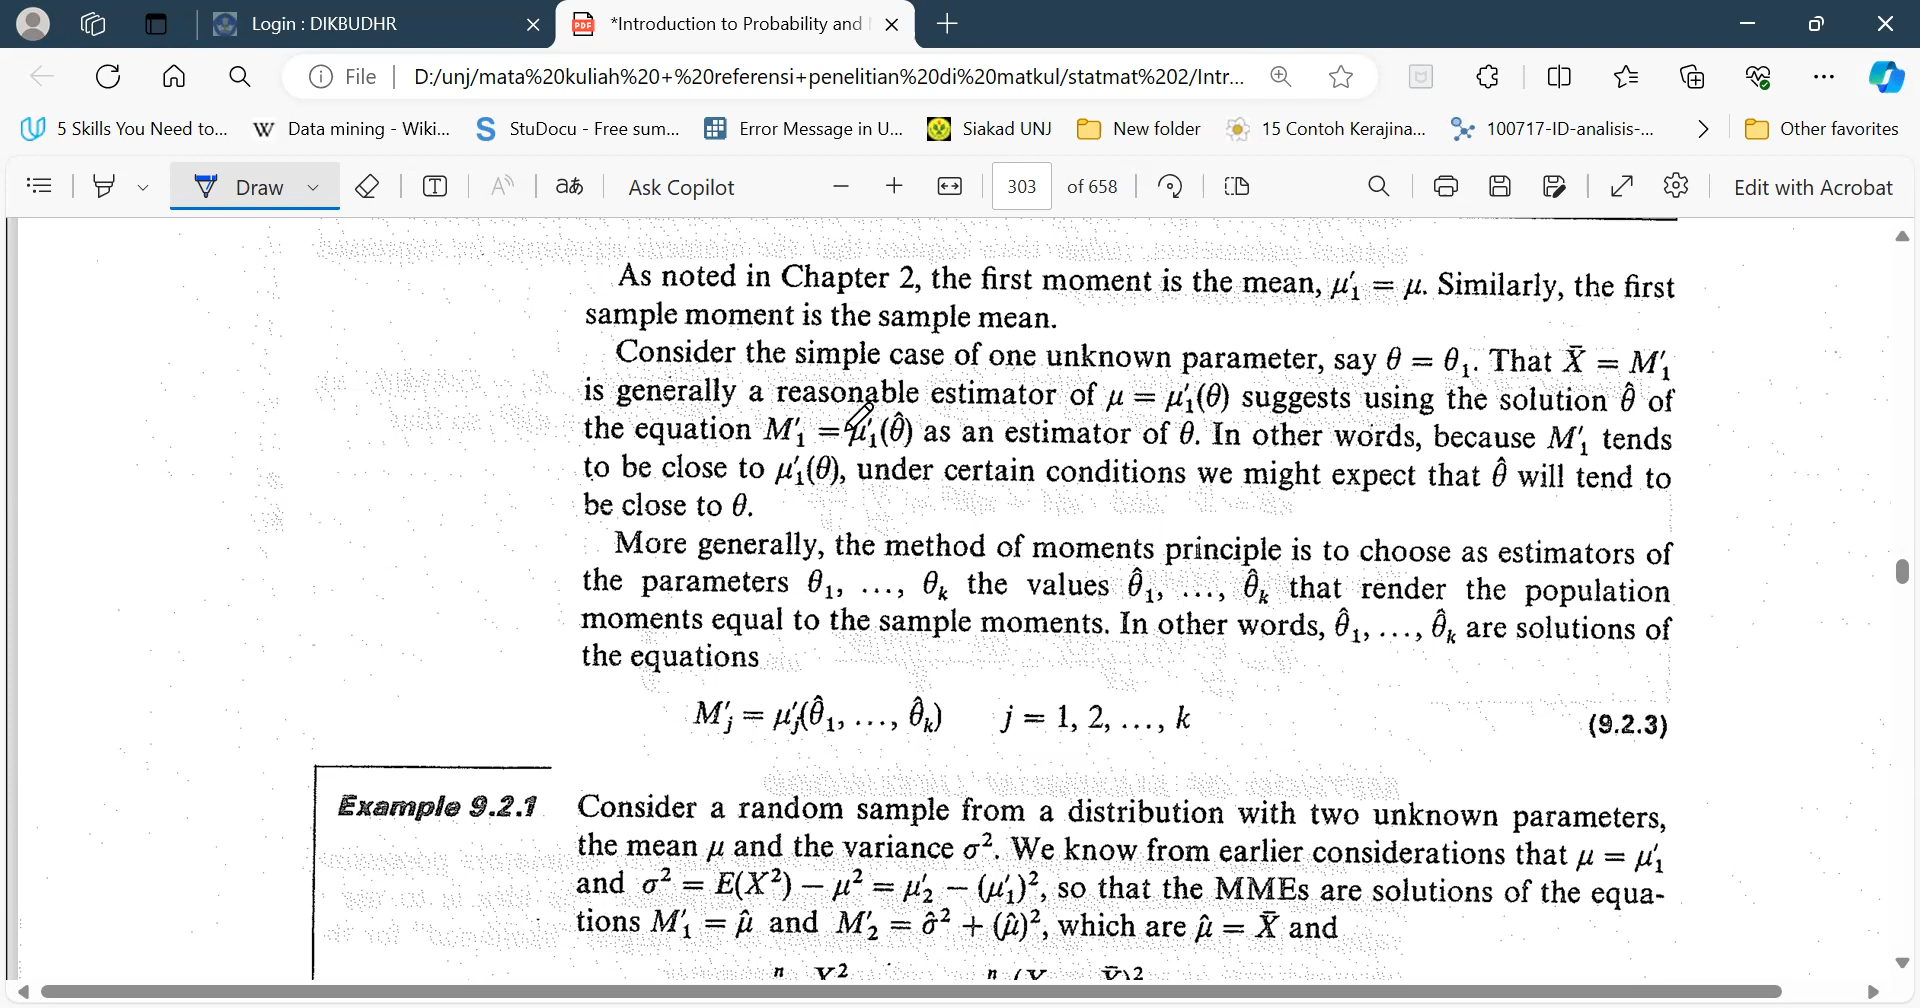 Login : DIKBUDHR
*Introduction to Probability and
File
D:/unj/mata%20kuliah%20+%20referensi+penelitian%20di%20matkul/statmat%202/Intr...
5 Skills You Need to...
Data mining - Wiki...
StuDocu - Free sum...
Error Message in U...
Siakad UNJ
New folder
15 Contoh Kerajina...
100717-ID-analisis-...
Other favorites
Draw
Ask Copilot
303 of 658
Edit with Acrobat
As noted in Chapter 2, the first moment is the mean, μ′₁ = μ. Similarly, the first
sample moment is the sample mean.
Consider the simple case of one unknown parameter, say θ = θ₁. That X̄ = M′₁
is generally a reasonable estimator of μ = μ′₁(θ) suggests using the solution θ̂ of
the equation M′₁ = μ′₁(θ̂) as an estimator of θ. In other words, because M′₁ tends
to be close to μ′₁(θ), under certain conditions we might expect that θ̂ will tend to
be close to θ.
More generally, the method of moments principle is to choose as estimators of
the parameters θ₁, ..., θₖ the values θ̂₁, ..., θ̂ₖ that render the population
moments equal to the sample moments. In other words, θ̂₁, ..., θ̂ₖ are solutions of
the equations
M′ⱼ = μ′ⱼ(θ̂₁, ..., θ̂ₖ) j = 1, 2, ..., k (9.2.3)
Example 9.2.1 Consider a random sample from a distribution with two unknown parameters,
the mean μ and the variance σ². We know from earlier considerations that μ = μ′₁
and σ² = E(X²) − μ² = μ′₂ − (μ′₁)², so that the MMEs are solutions of the equa-
tions M′₁ = μ̂ and M′₂ = σ̂² + (μ̂)², which are μ̂ = X̄ and